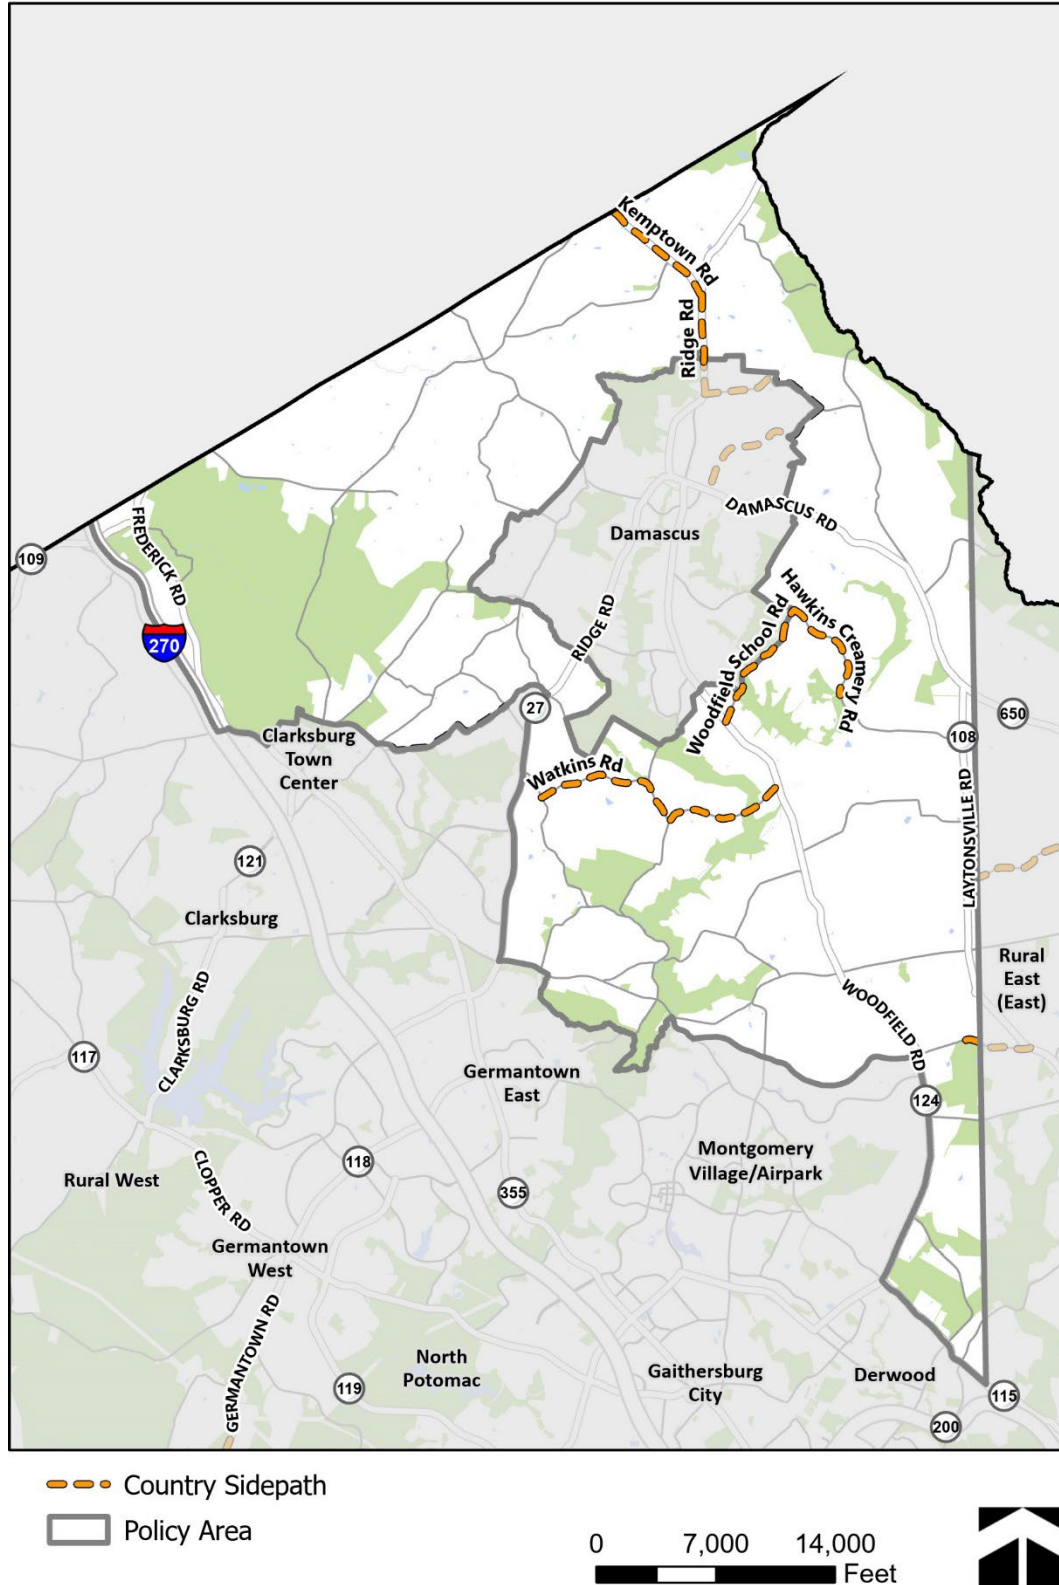 Kemptown Rd
Ridge Rd
DAMASCUS RD
Damascus
FREDERICK RD
109
270
Hawkins Creamery Rd
Woodfield School Rd
RIDGE RD
27
650
108
Clarksburg
Town
Center
Watkins Rd
LAYTONSVILLE RD
121
Clarksburg
Rural
East
(East)
CLARKSBURG RD
WOODFIELD RD
117
Germantown
East
124
Montgomery
Village/Airpark
118
Rural West
355
CLOPPER RD
Germantown
West
GERMANTOWN RD
North
Potomac
119
Gaithersburg
City
Derwood
115
200
Country Sidepath
Policy Area
0 7,000 14,000
Feet